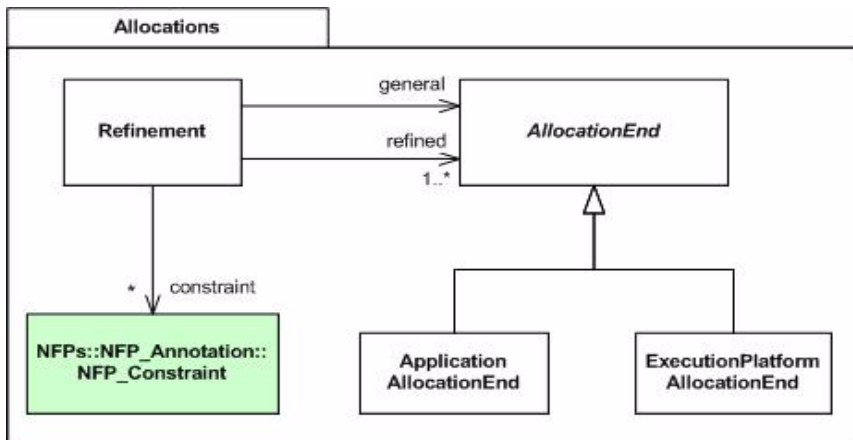 Allocations
general
Refinement
AllocationEnd
refined
1..*
* constraint
NFPs::NFP_Annotation::
NFP_Constraint
Application
AllocationEnd
ExecutionPlatform
AllocationEnd